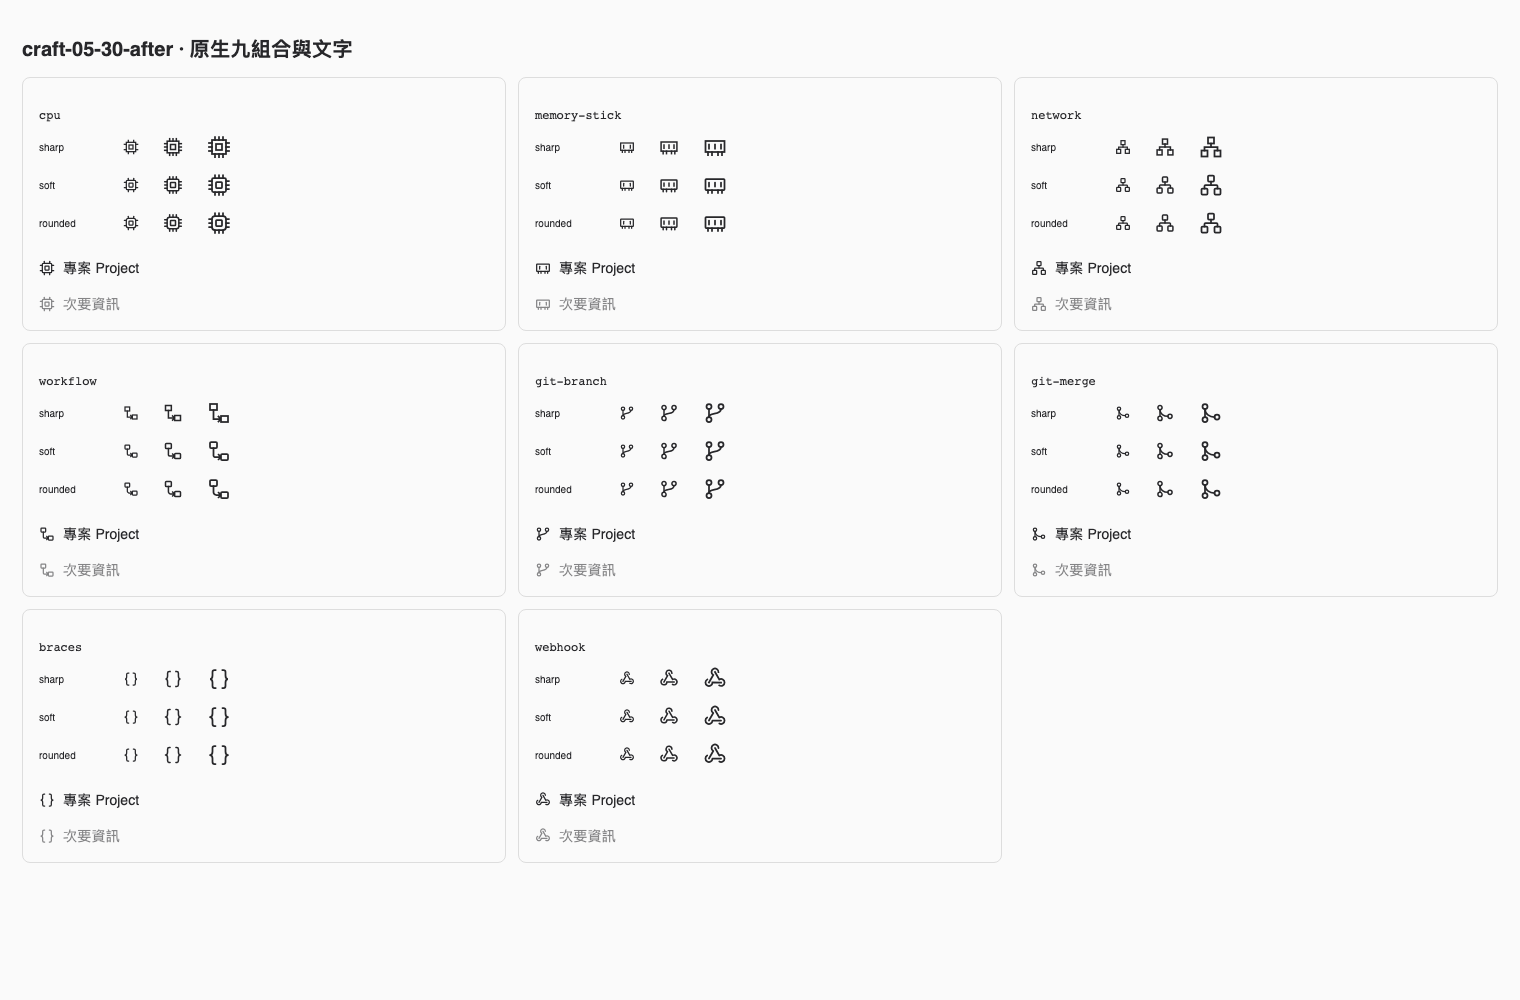 craft-05-30-after · 原生九組合與文字
cpu
sharp
soft
rounded
專案 Project
次要資訊
memory-stick
sharp
soft
rounded
專案 Project
次要資訊
network
sharp
soft
rounded
專案 Project
次要資訊
workflow
sharp
soft
rounded
專案 Project
次要資訊
git-branch
sharp
soft
rounded
專案 Project
次要資訊
git-merge
sharp
soft
rounded
專案 Project
次要資訊
braces
sharp
soft
rounded
專案 Project
次要資訊
webhook
sharp
soft
rounded
專案 Project
次要資訊